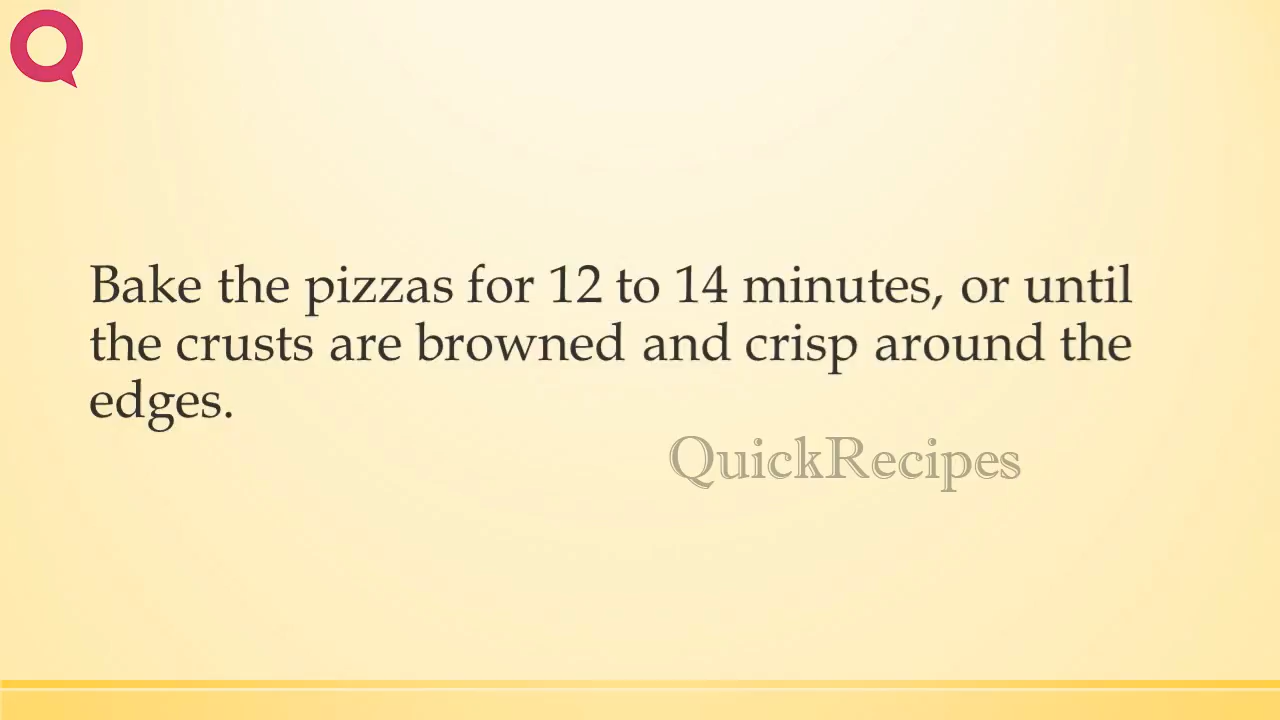 Bake the pizzas for 12 to 14 minutes, or until
the crusts are browned and crisp around the
edges.
QuickRecipes